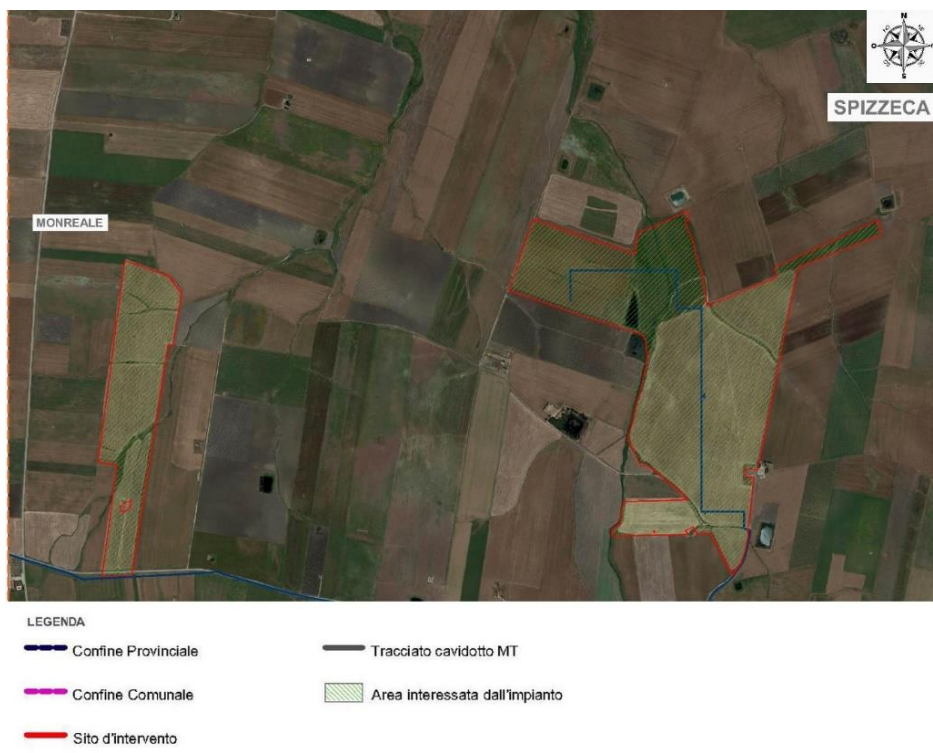 N
SPIZZECA
MONREALE
S
LEGENDA
Confine Provinciale
Tracciato cavidotto MT
Confine Comunale
Area interessata dall'impianto
Sito d'intervento